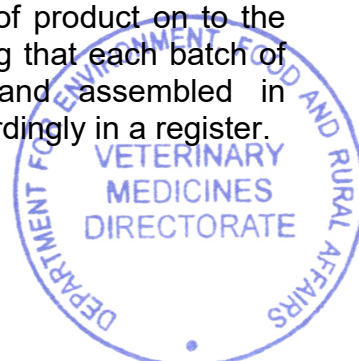 of product on to the
g that each batch of
and assembled in
rdingly in a register.
DEPARTMENT FOR ENVIRONMENT, FOOD AND RURAL AFFAIRS
VETERINARY
MEDICINES
DIRECTORATE